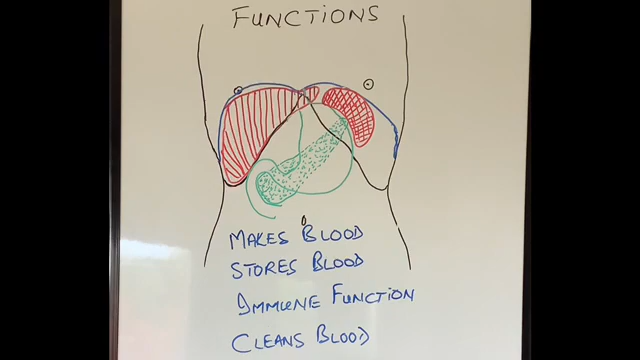 FUNCTIONS
MAKES BLOOD
STORES BLOOD
IMMUNE FUNCTION
CLEANS BLOOD